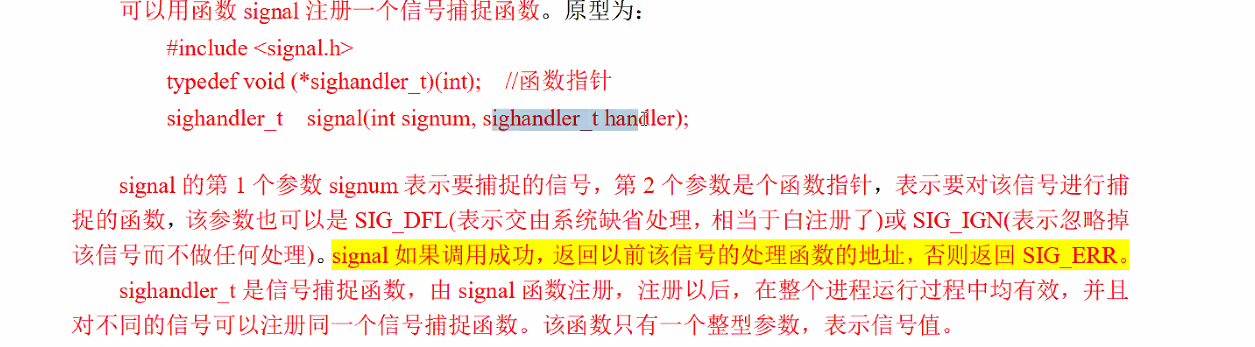 可以用函数 signal 注册一个信号捕捉函数。原型为：
#include <signal.h>
typedef void (*sighandler_t)(int); //函数指针
sighandler_t signal(int signum, sighandler_t handler);
signal 的第 1 个参数 signum 表示要捕捉的信号，第 2 个参数是个函数指针，表示要对该信号进行捕
捉的函数，该参数也可以是 SIG_DFL(表示交由系统缺省处理，相当于白注册了)或 SIG_IGN(表示忽略掉
该信号而不做任何处理)。signal 如果调用成功，返回以前该信号的处理函数的地址，否则返回 SIG_ERR。
sighandler_t 是信号捕捉函数，由 signal 函数注册，注册以后，在整个进程运行过程中均有效，并且
对不同的信号可以注册同一个信号捕捉函数。该函数只有一个整型参数，表示信号值。